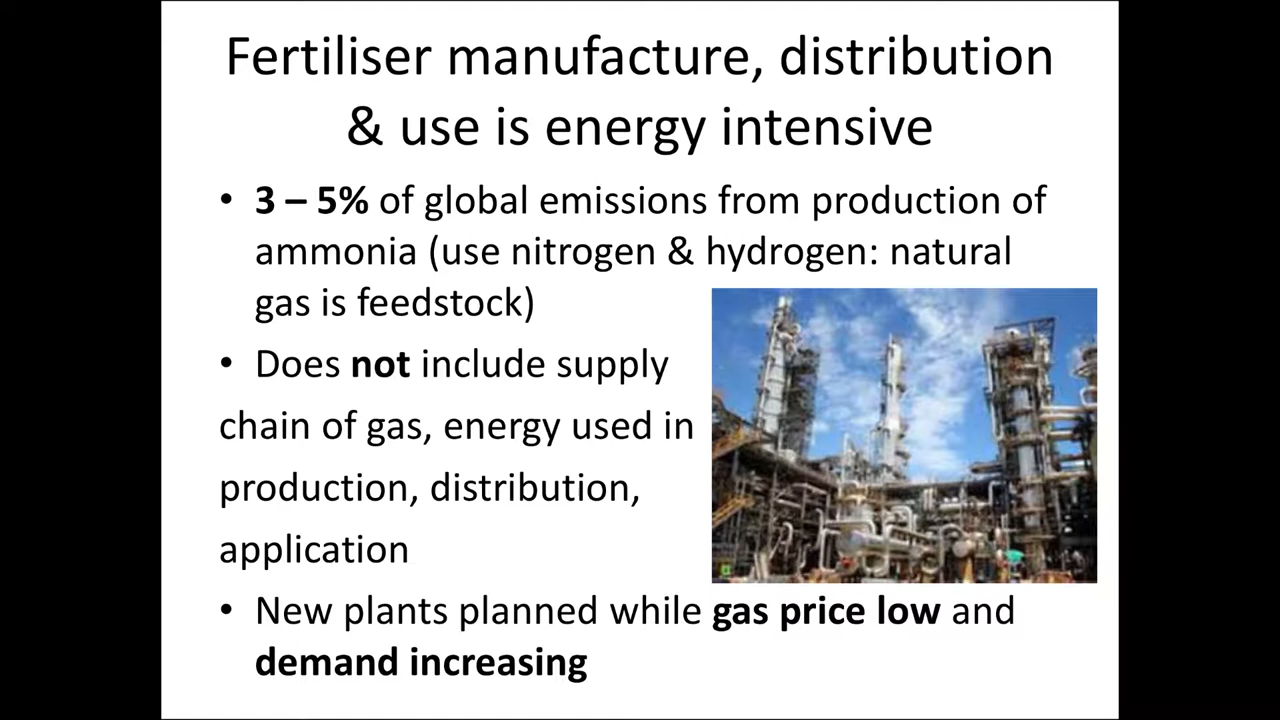 Fertiliser manufacture, distribution
& use is energy intensive
• 3 – 5% of global emissions from production of
ammonia (use nitrogen & hydrogen: natural
gas is feedstock)
• Does not include supply
chain of gas, energy used in
production, distribution,
application
• New plants planned while gas price low and
demand increasing